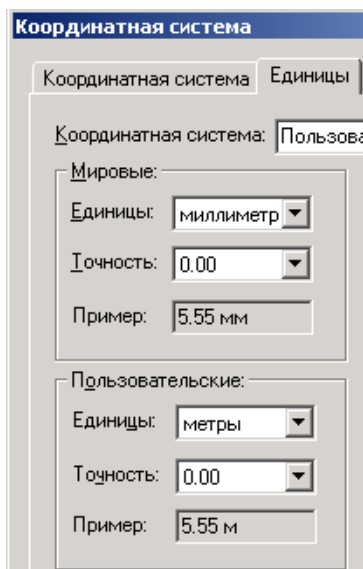 Координатная система
Координатная система Единицы
Координатная система: Пользова
Мировые:
Единицы: миллиметр
Точность: 0.00
Пример: 5.55 мм
Пользовательские:
Единицы: метры
Точность: 0.00
Пример: 5.55 м